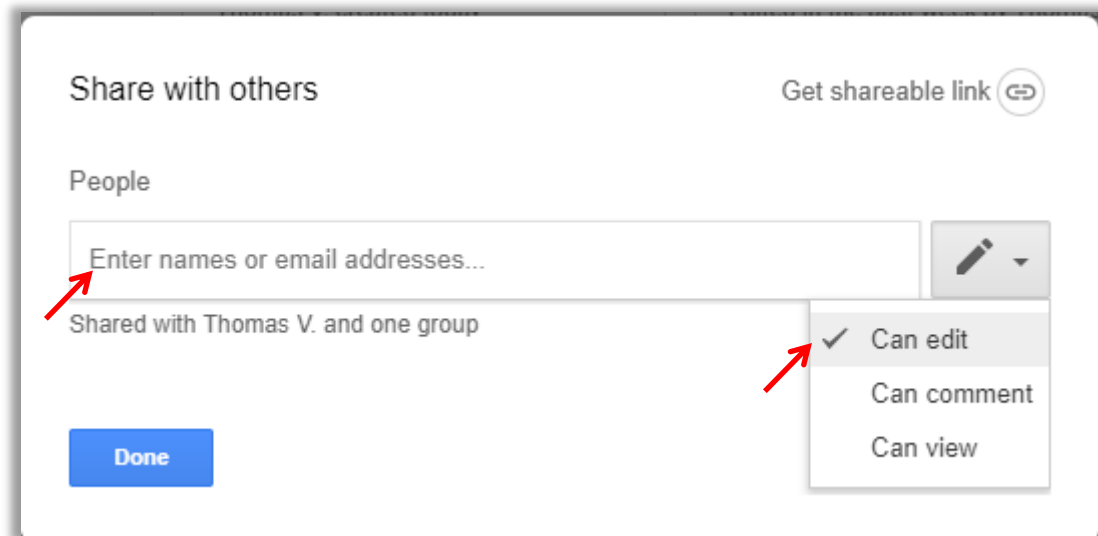 Share with others
Get shareable link
People
Enter names or email addresses...
Shared with Thomas V. and one group
Can edit
Can comment
Can view
Done